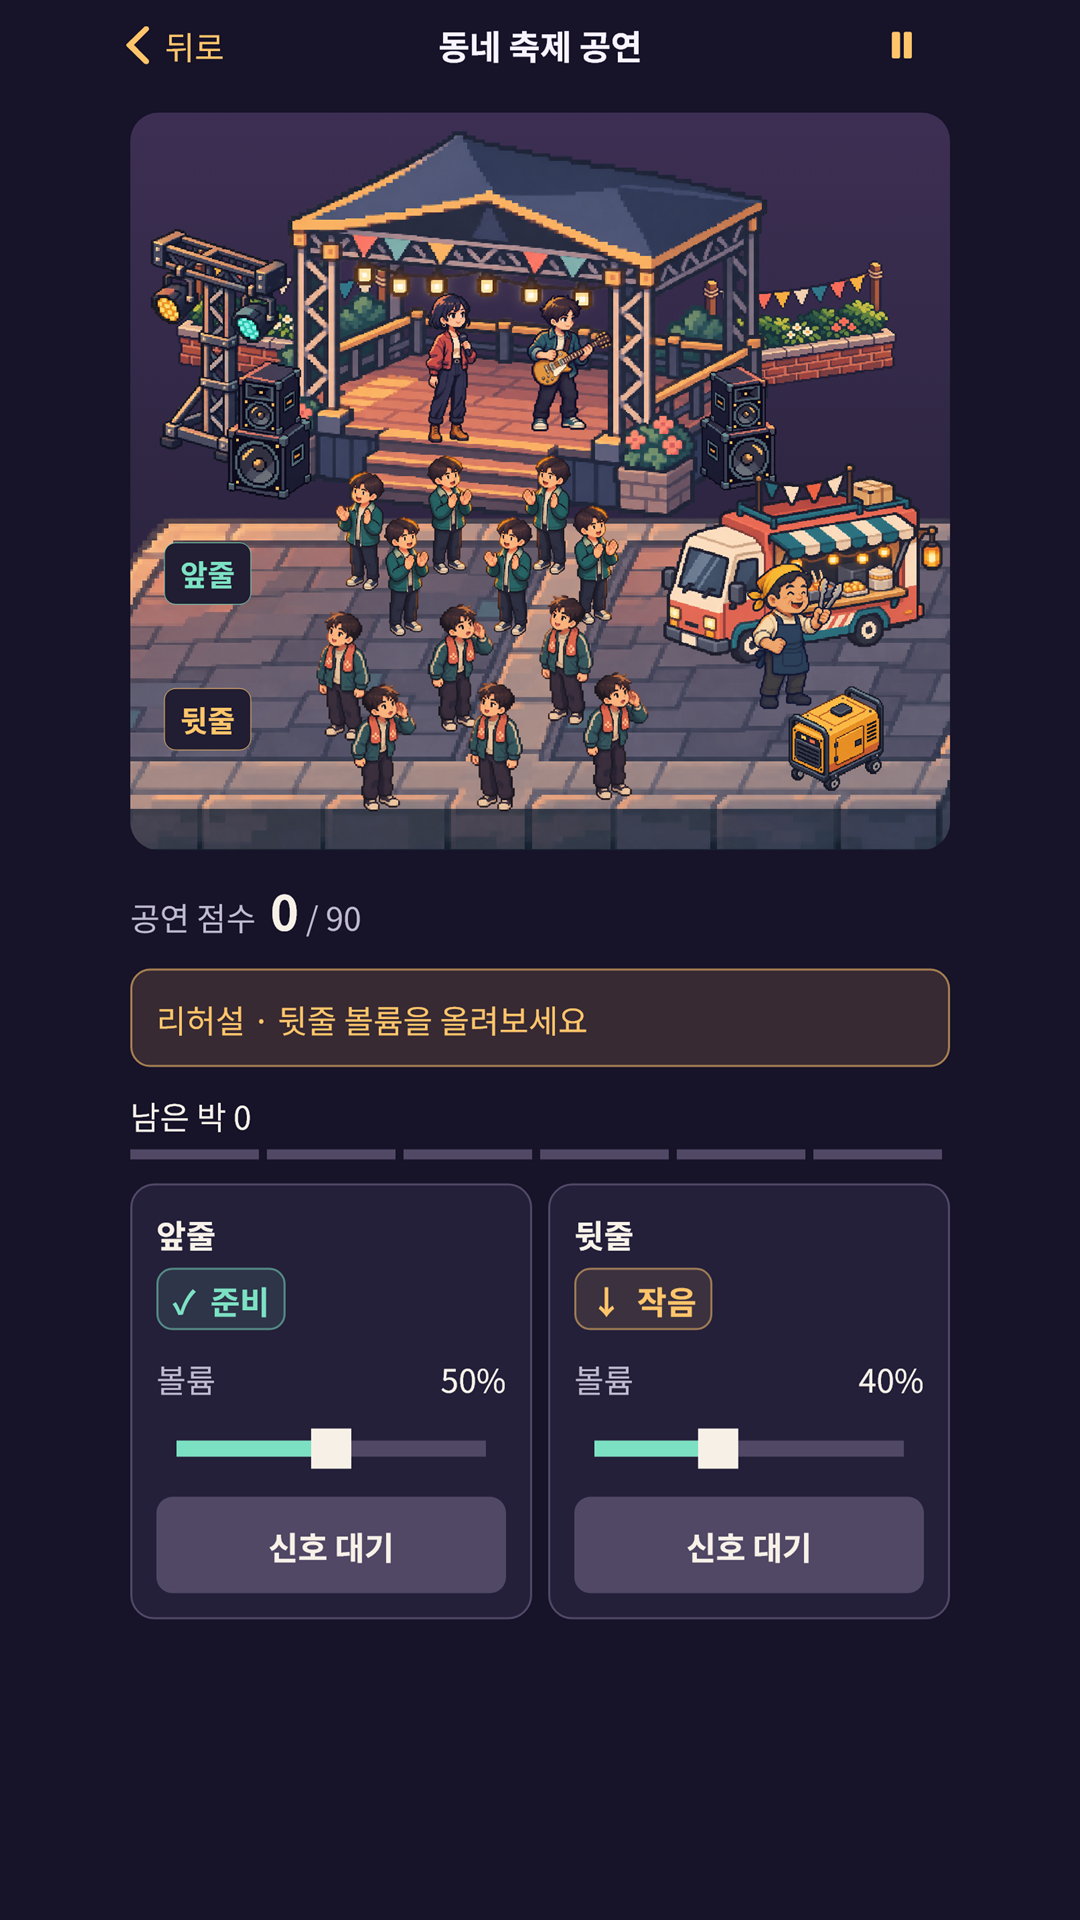 뒤로
동네 축제 공연
앞줄
뒷줄
공연 점수 0 / 90
리허설 · 뒷줄 볼륨을 올려보세요
남은 박 0
앞줄
✓ 준비
볼륨 50%
신호 대기
뒷줄
↓ 작음
볼륨 40%
신호 대기